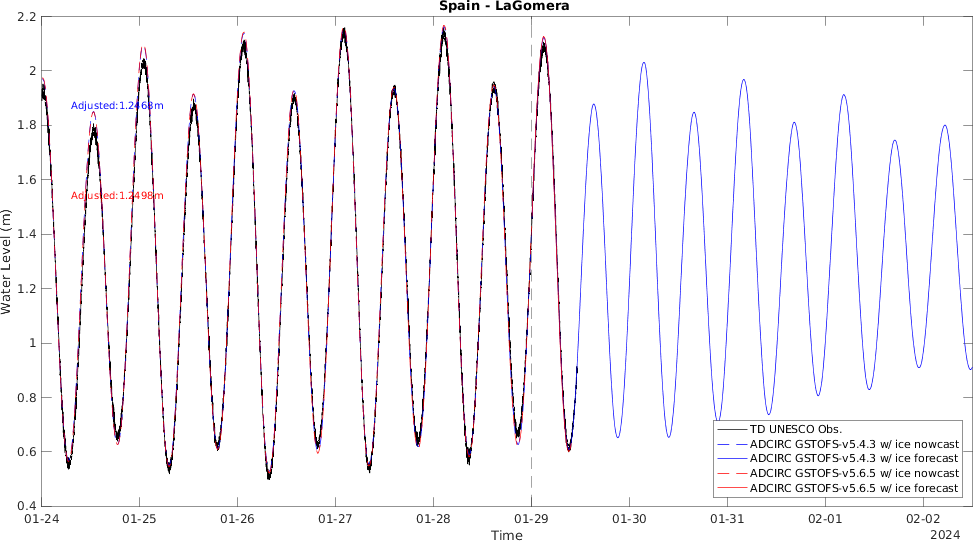 Spain - LaGomera
2.2
2
1.8
1.6
1.4
1.2
1
0.8
0.6
0.4
Water Level (m)
Adjusted:1.2468m
Adjusted:1.2498m
TD UNESCO Obs.
ADCIRC GSTOFS-v5.4.3 w/ ice nowcast
ADCIRC GSTOFS-v5.4.3 w/ ice forecast
ADCIRC GSTOFS-v5.6.5 w/ ice nowcast
ADCIRC GSTOFS-v5.6.5 w/ ice forecast
01-24 01-25 01-26 01-27 01-28 01-29 01-30 01-31 02-01 02-02
Time
2024